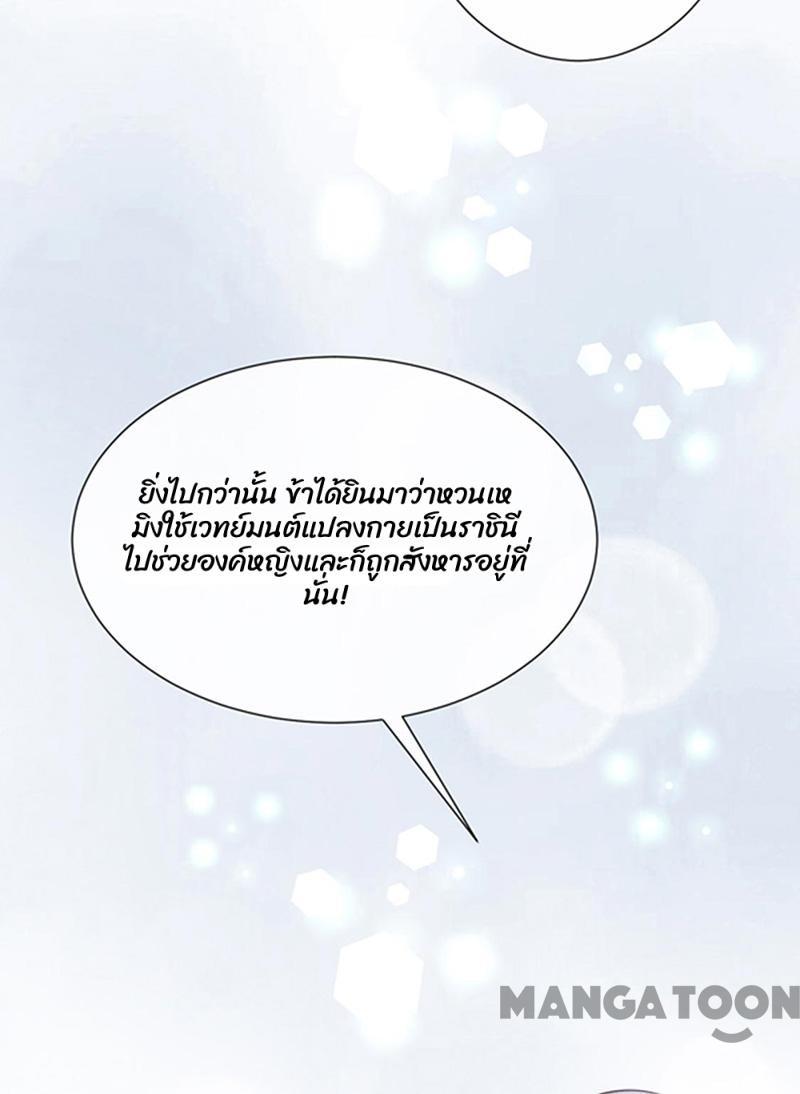 ยิ่งไปกว่านั้น ข้าได้ยินมาว่าหวนเห
มิงใช้เวทย์มนต์แปลงกายเป็นราชินี
ไปช่วยองค์หญิงและก็ถูกสังหารอยู่ที่
นั่น!
MANGATOON